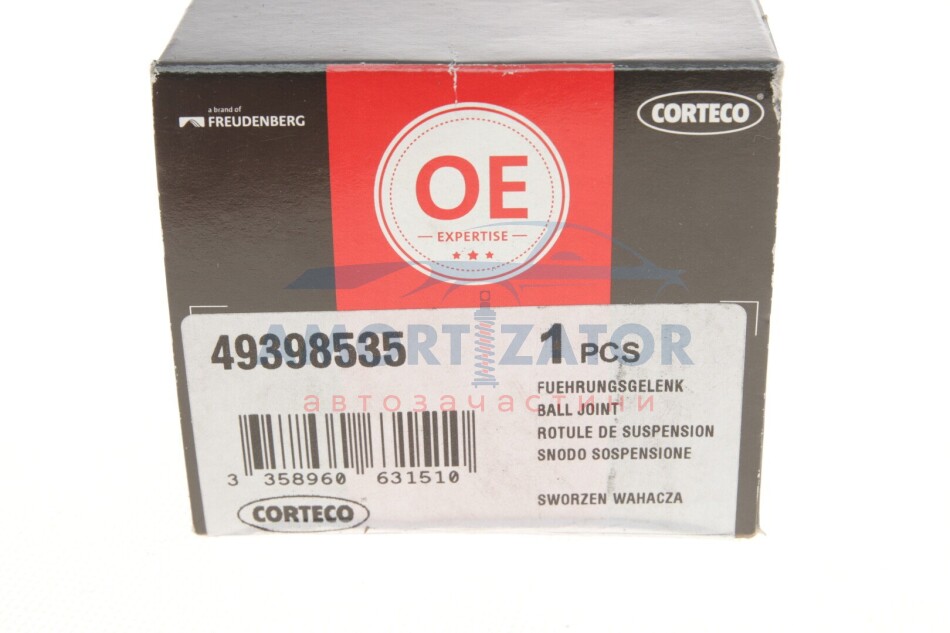 a brand of
FREUDENBERG
CORTECO
OE
EXPERTISE
49398535
1 PCS
AMORTIZATOR
автозапчастини
FUEHRUNGSGELENK
BALL JOINT
ROTULE DE SUSPENSION
SNODO SOSPENSIONE
SWORZEN WAHACZA
3 358960 631510
CORTECO